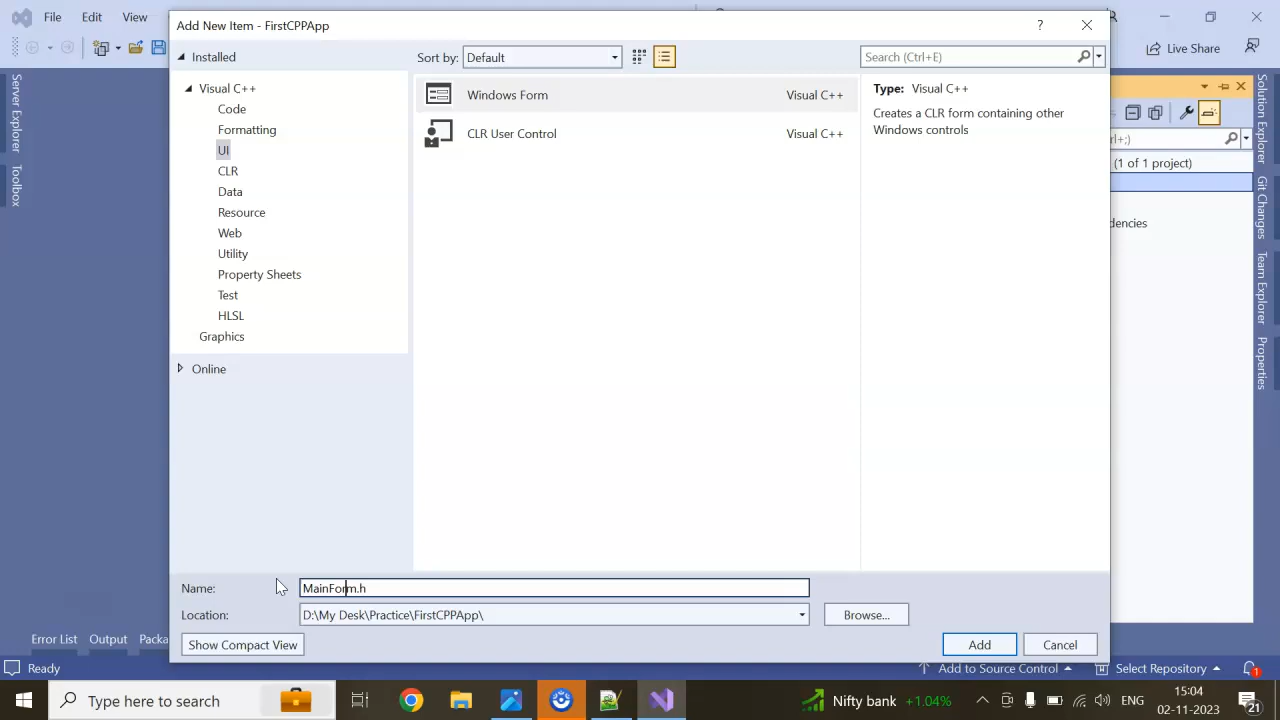 File
Edit
View
Live Share
Add New Item - FirstCPPApp
?
Installed
Sort by:
Default
Search (Ctrl+E)
Visual C++
Code
Formatting
UI
CLR
Data
Resource
Web
Utility
Property Sheets
Test
HLSL
Graphics
Online
Windows Form
Visual C++
CLR User Control
Visual C++
Type: Visual C++
Creates a CLR form containing other
Windows controls
Name:
MainForm.h
Location:
D:\My Desk\Practice\FirstCPPApp\
Browse...
Show Compact View
Add
Cancel
Server Explorer
Toolbox
rl+;)
(1 of 1 project)
dencies
Solution Explorer
Git Changes
Team Explorer
Properties
Error List
Output
Packa
Ready
Add to Source Control
Select Repository
1
Type here to search
Nifty bank
+1.04%
ENG
15:04
02-11-2023
21